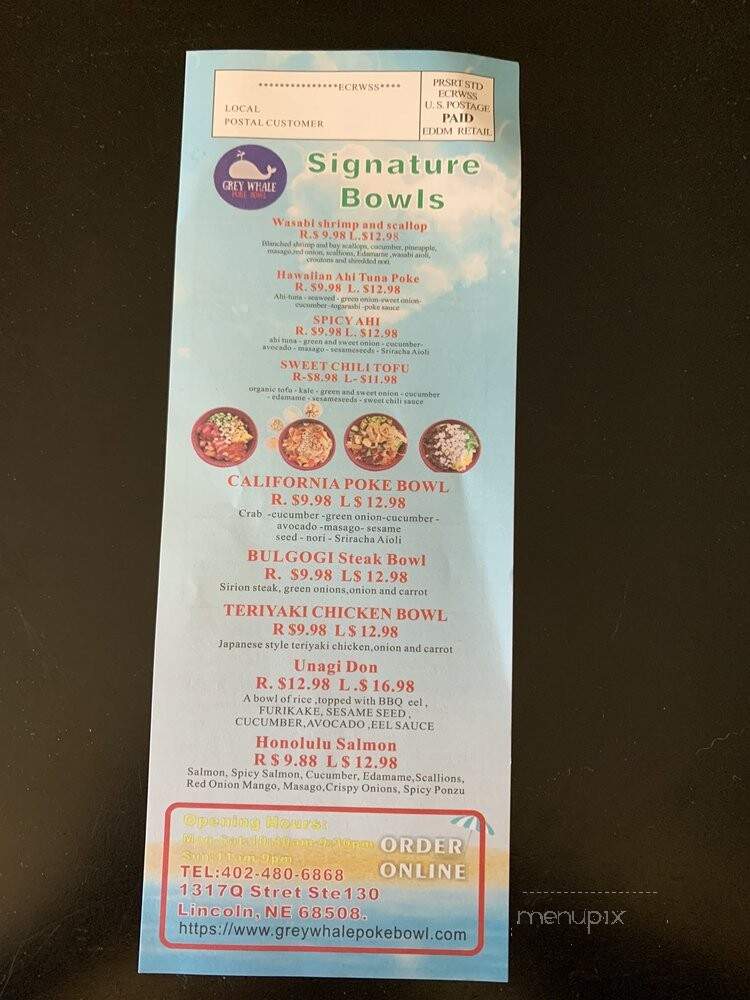 ***************ECRWSS****
LOCAL
POSTAL CUSTOMER
PRSRT STD
ECRWSS
U.S. POSTAGE
PAID
EDDM RETAIL
GREY WHALE
POKE BOWL
Signature
Bowls
Wasabi shrimp and scallop
R.$ 9.98 L.$12.98
Blanched shrimp and bay scallops, cucumber, pineapple,
masago,red onion, scallions, Edamame ,wasabi aioli,
croutons and shredded nori.
Hawaiian Ahi Tuna Poke
R. $9.98 L. $12.98
Ahi-tuna - seaweed - green onion-sweet onion-
cucumber -togarashi -poke sauce
SPICY AHI
R. $9.98 L. $12.98
ahi tuna - green and sweet onion - cucumber-
avocado - masago - sesameseeds - Sriracha Aioli
SWEET CHILI TOFU
R-$8.98 L- $11.98
organic tofu - kale - green and sweet onion - cucumber
- edamame - sesameseeds - sweet chili sauce
CALIFORNIA POKE BOWL
R. $9.98 L $ 12.98
Crab -cucumber -green onion-cucumber -
avocado -masago- sesame
seed - nori - Sriracha Aioli
BULGOGI Steak Bowl
R. $9.98 L$ 12.98
Sirion steak, green onions,onion and carrot
TERIYAKI CHICKEN BOWL
R $9.98 L $ 12.98
Japanese style teriyaki chicken,onion and carrot
Unagi Don
R. $12.98 L .$ 16.98
A bowl of rice ,topped with BBQ eel ,
FURIKAKE, SESAME SEED ,
CUCUMBER,AVOCADO ,EEL SAUCE
Honolulu Salmon
R $ 9.88 L $ 12.98
Salmon, Spicy Salmon, Cucumber, Edamame,Scallions,
Red Onion Mango, Masago,Crispy Onions, Spicy Ponzu
Opening Hours:
Sun:11am-9pm
ORDER
ONLINE
TEL:402-480-6868
1317Q Stret Ste130
Lincoln, NE 68508.
https://www.greywhalepokebowl.com
menupix